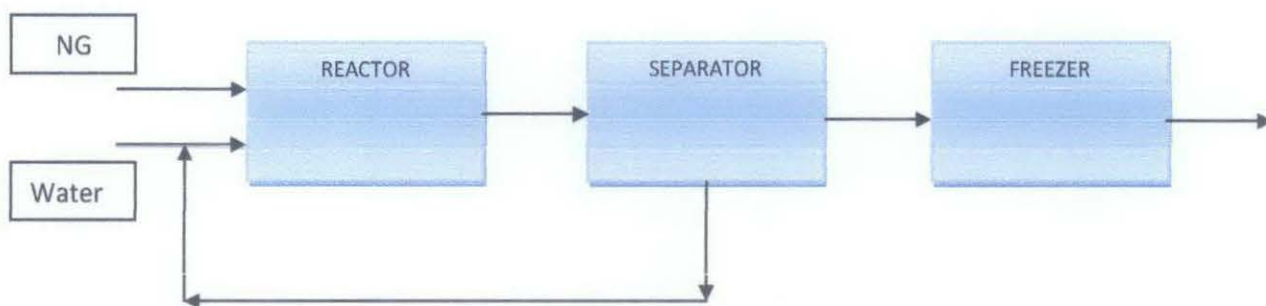 NG
REACTOR
SEPARATOR
FREEZER
Water